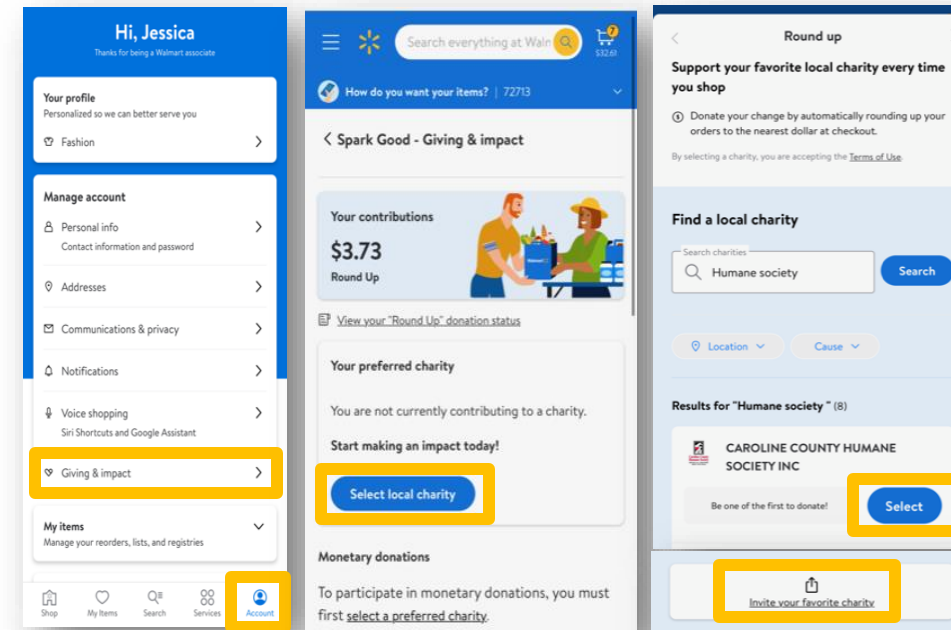 Hi, Jessica
Thanks for being a Walmart associate
Your profile
Personalized so we can better serve you
Fashion
Manage account
Personal info
Contact information and password
Addresses
Communications & privacy
Notifications
Voice shopping
Siri Shortcuts and Google Assistant
Giving & impact
My items
Manage your reorders, lists, and registries
Shop
My Items
Search
Services
Account
Search everything at Walm
7
$32.61
How do you want your items? | 72713
Spark Good - Giving & impact
Your contributions
$3.73
Round Up
View your "Round Up" donation status
Your preferred charity
You are not currently contributing to a charity.
Start making an impact today!
Select local charity
Monetary donations
To participate in monetary donations, you must
first select a preferred charity.
Round up
Support your favorite local charity every time
you shop
Donate your change by automatically rounding up your
orders to the nearest dollar at checkout.
By selecting a charity, you are accepting the Terms of Use.
Find a local charity
Search charities
Humane society
Search
Location
Cause
Results for "Humane society " (8)
CAROLINE COUNTY HUMANE
SOCIETY INC
Be one of the first to donate!
Select
Invite your favorite charity